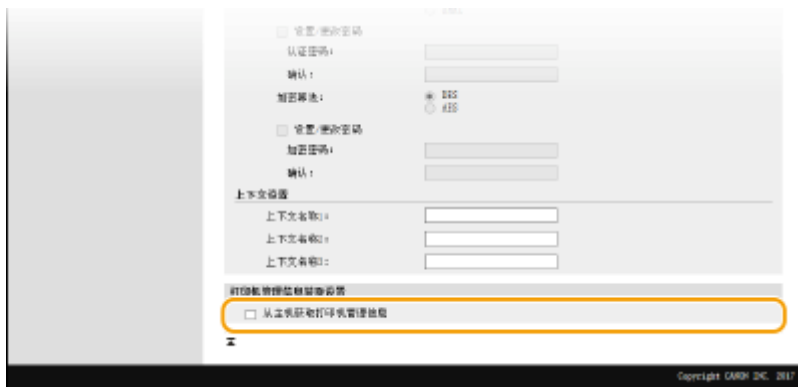 设置/更改密码
认证密码:
确认:
加密算法:
DES
AES
设置/更改密码
加密密码:
确认:
上下文设置
上下文名称1:
上下文名称2:
上下文名称3:
打印机管理信息获取设置
从主机获取打印机管理信息
Copyright CANON INC. 2017